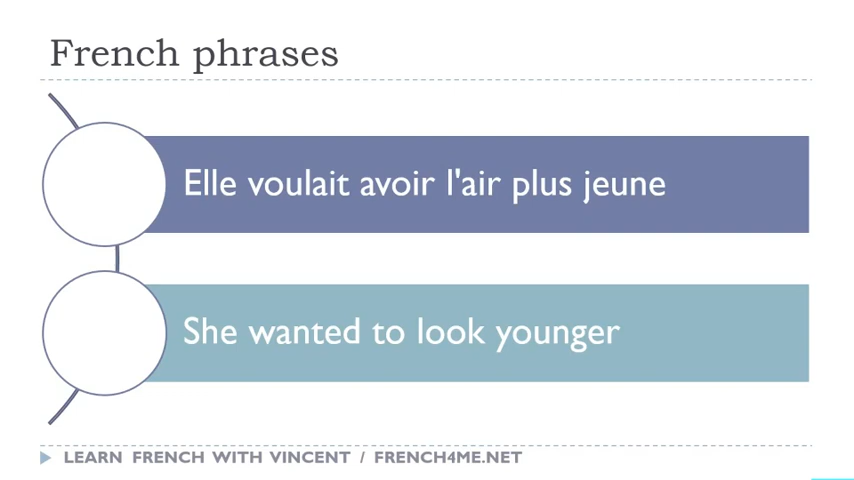 French phrases
Elle voulait avoir l'air plus jeune
She wanted to look younger
LEARN FRENCH WITH VINCENT / FRENCH4ME.NET